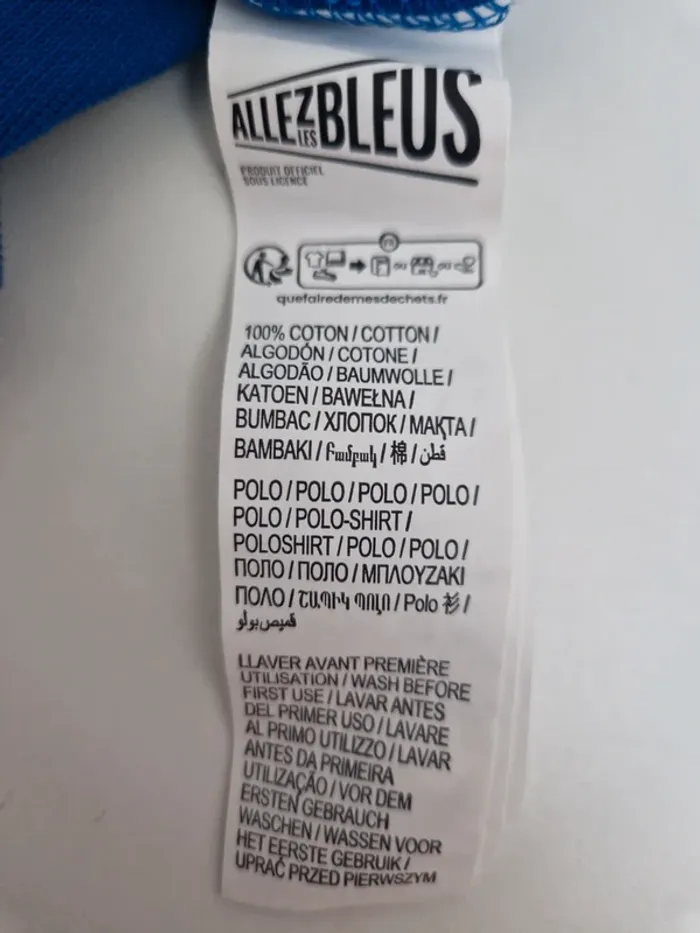 ALLEZ LES BLEUS
PRODUIT OFFICIEL
SOUS LICENCE
FR
OU OU
quefairedemesdechets.fr
100% COTON / COTTON /
ALGODÓN / COTONE /
ALGODÃO / BAUMWOLLE /
KATOEN / BAWEŁNA /
BUMBAC / ХЛОПОК / МАҚТА /
BAMBAKI / Բամբակ / 棉 / قطن
POLO / POLO / POLO / POLO /
POLO / POLO-SHIRT /
POLOSHIRT / POLO / POLO /
ПОЛО / ПОЛО / ΜΠΛΟΥΖΑΚΙ
ΠΟΛΟ / ՇԱՊԻԿ ՊՈԼՈ / Polo 衫 /
قميص بولو
LLAVER AVANT PREMIÈRE
UTILISATION / WASH BEFORE
FIRST USE / LAVAR ANTES
DEL PRIMER USO / LAVARE
AL PRIMO UTILIZZO / LAVAR
ANTES DA PRIMEIRA
UTILIZAÇÃO / VOR DEM
ERSTEN GEBRAUCH
WASCHEN / WASSEN VOOR
HET EERSTE GEBRUIK /
UPRAĆ PRZED PIERWSZYM